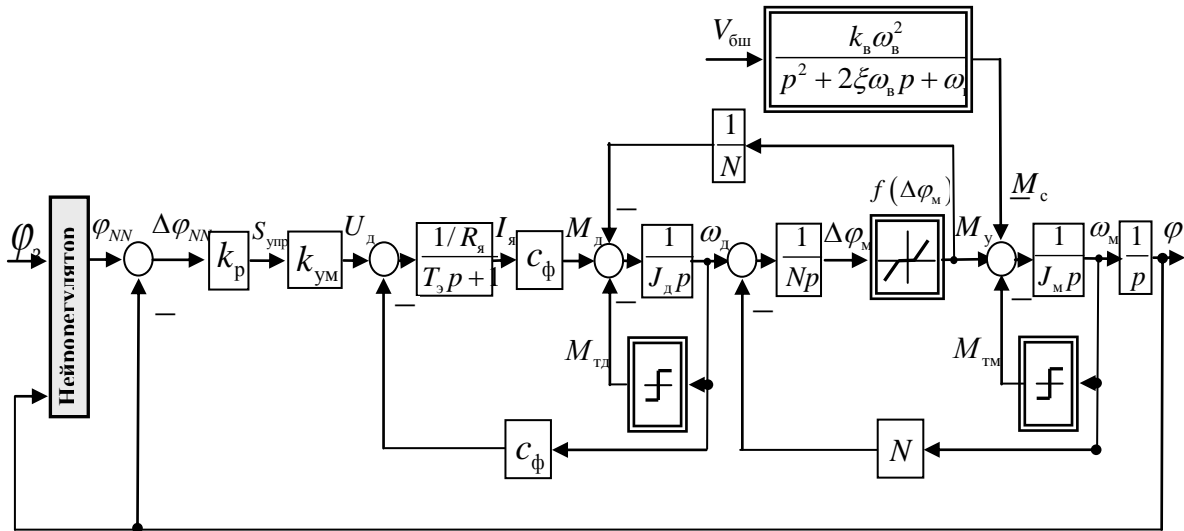 V_бш
k_в ω_в^2
p^2 + 2ξω_в p + ω
1
N
M_с
f(Δφ_м)
Нейрорегулятор
φ_з
φ_NN
Δφ_NN
S_упр
k_р
k_ум
U_д
1/R_я
T_э p + 1
I_я
c_ф
M_д
1
J_д p
ω_д
1
Np
Δφ_м
M_у
1
J_м p
ω_м
1
p
φ
M_тд
M_тм
c_ф
N